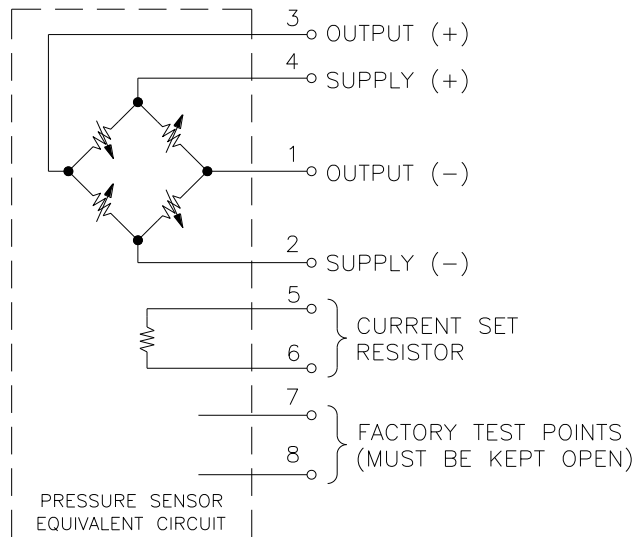 3
OUTPUT (+)
4
SUPPLY (+)
1
OUTPUT (−)
2
SUPPLY (−)
5
CURRENT SET
RESISTOR
6
7
FACTORY TEST POINTS
(MUST BE KEPT OPEN)
8
PRESSURE SENSOR
EQUIVALENT CIRCUIT